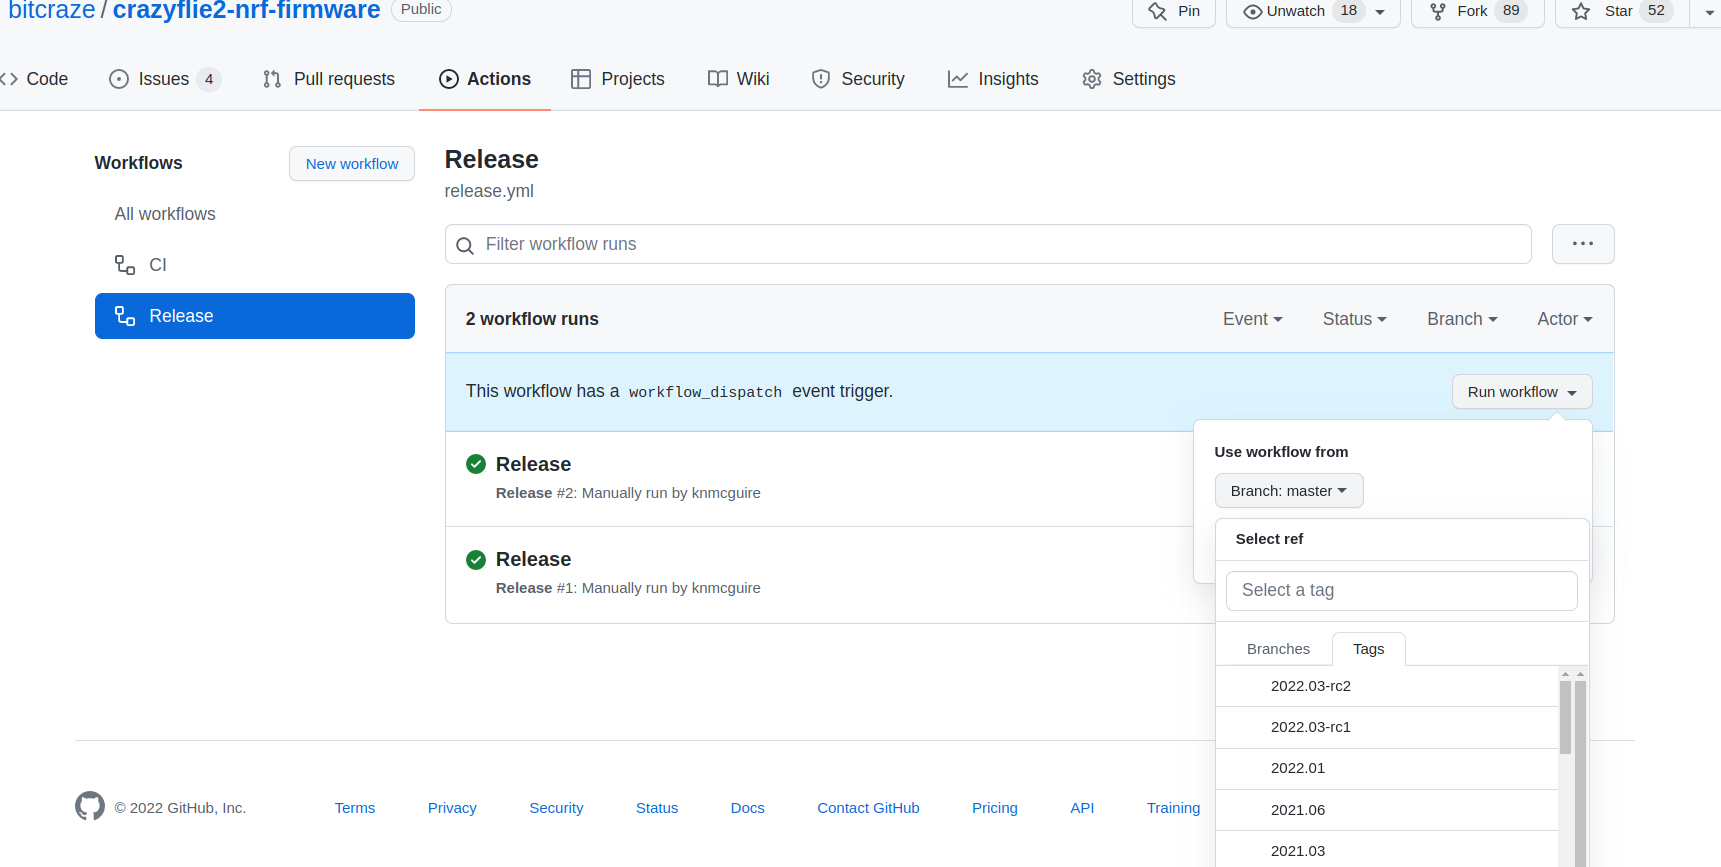 bitcraze / crazyflie2-nrf-firmware Public
Pin
Unwatch 18
Fork 89
Star 52
Code
Issues 4
Pull requests
Actions
Projects
Wiki
Security
Insights
Settings
Workflows
New workflow
All workflows
CI
Release
Release
release.yml
Filter workflow runs
2 workflow runs
Event
Status
Branch
Actor
This workflow has a workflow_dispatch event trigger.
Run workflow
Use workflow from
Branch: master
Select ref
Select a tag
Branches
Tags
2022.03-rc2
2022.03-rc1
2022.01
2021.06
2021.03
Release
Release #2: Manually run by knmcguire
Release
Release #1: Manually run by knmcguire
© 2022 GitHub, Inc.
Terms
Privacy
Security
Status
Docs
Contact GitHub
Pricing
API
Training